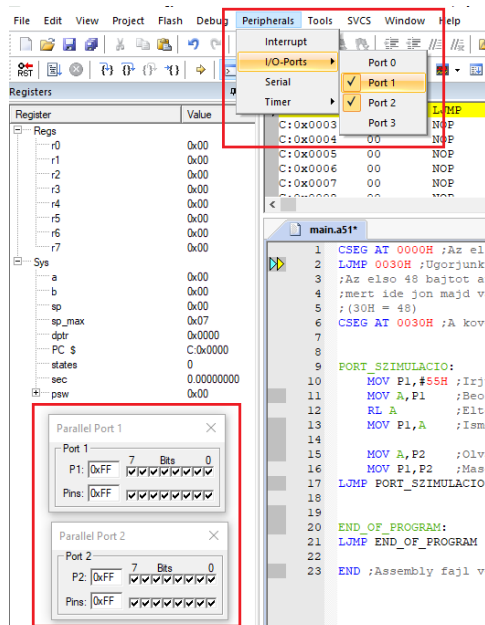 File Edit View Project Flash Debug Peripherals Tools SVCS Window Help
Interrupt
I/O-Ports
Serial
Timer
Port 0
Port 1
Port 2
Port 3
RST
Registers
Register Value
Regs
r0 0x00
r1 0x00
r2 0x00
r3 0x00
r4 0x00
r5 0x00
r6 0x00
r7 0x00
Sys
a 0x00
b 0x00
sp 0x00
sp_max 0x07
dptr 0x0000
PC $ C:0x0000
states 0
sec 0.00000000
psw 0x00
LJMP
C:0x0003 NOP
C:0x0004 00 NOP
C:0x0005 00 NOP
C:0x0006 00 NOP
C:0x0007 00 NOP
main.a51*
1 CSEG AT 0000H ;Az el
2 LJMP 0030H ;Ugorjunk
3 ;Az elso 48 bajtot a
4 ;mert ide jon majd v
5 ;(30H = 48)
6 CSEG AT 0030H ;A kov
7
8
9 PORT_SZIMULACIO:
10 MOV P1,#55H ;Irj
11 MOV A,P1 ;Beo
12 RL A ;Elt
13 MOV P1,A ;Ism
14
15 MOV A,P2 ;Olv
16 MOV P1,P2 ;Mas
17 LJMP PORT_SZIMULACIO
18
19
20 END_OF_PROGRAM:
21 LJMP END_OF_PROGRAM
22
23 END ;Assembly fajl v
Parallel Port 1
Port 1
7 Bits 0
P1: 0xFF
Pins: 0xFF
Parallel Port 2
Port 2
7 Bits 0
P2: 0xFF
Pins: 0xFF